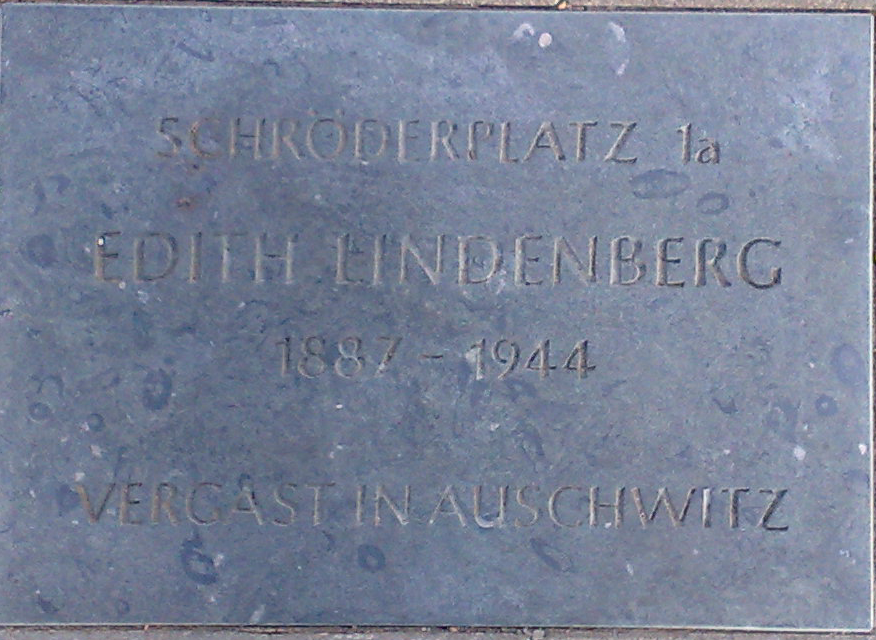 SCHRÖDERPLATZ 1a
EDITH LINDENBERG
1887 - 1944
VERGAST IN AUSCHWITZ